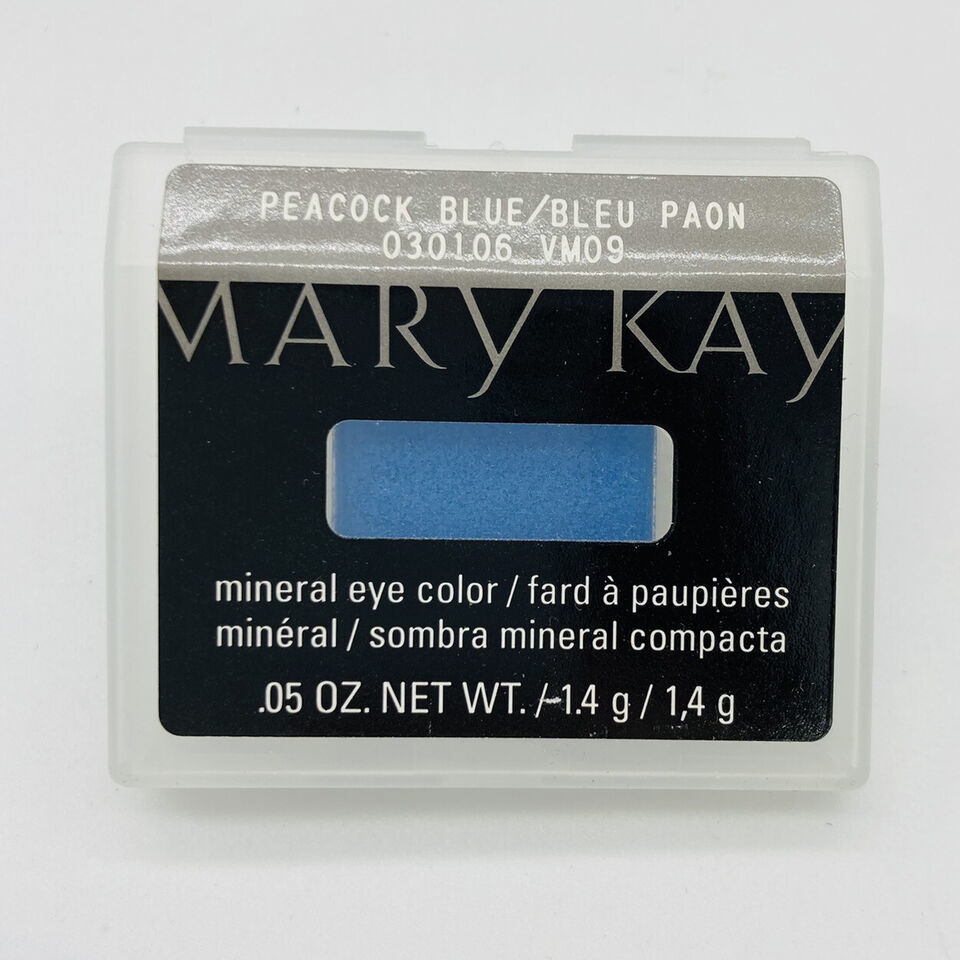 PEACOCK BLUE/BLEU PAON
030106 VM09
MARY KAY
mineral eye color / fard à paupières
minéral / sombra mineral compacta
.05 OZ. NET WT. / 1.4 g / 1,4 g